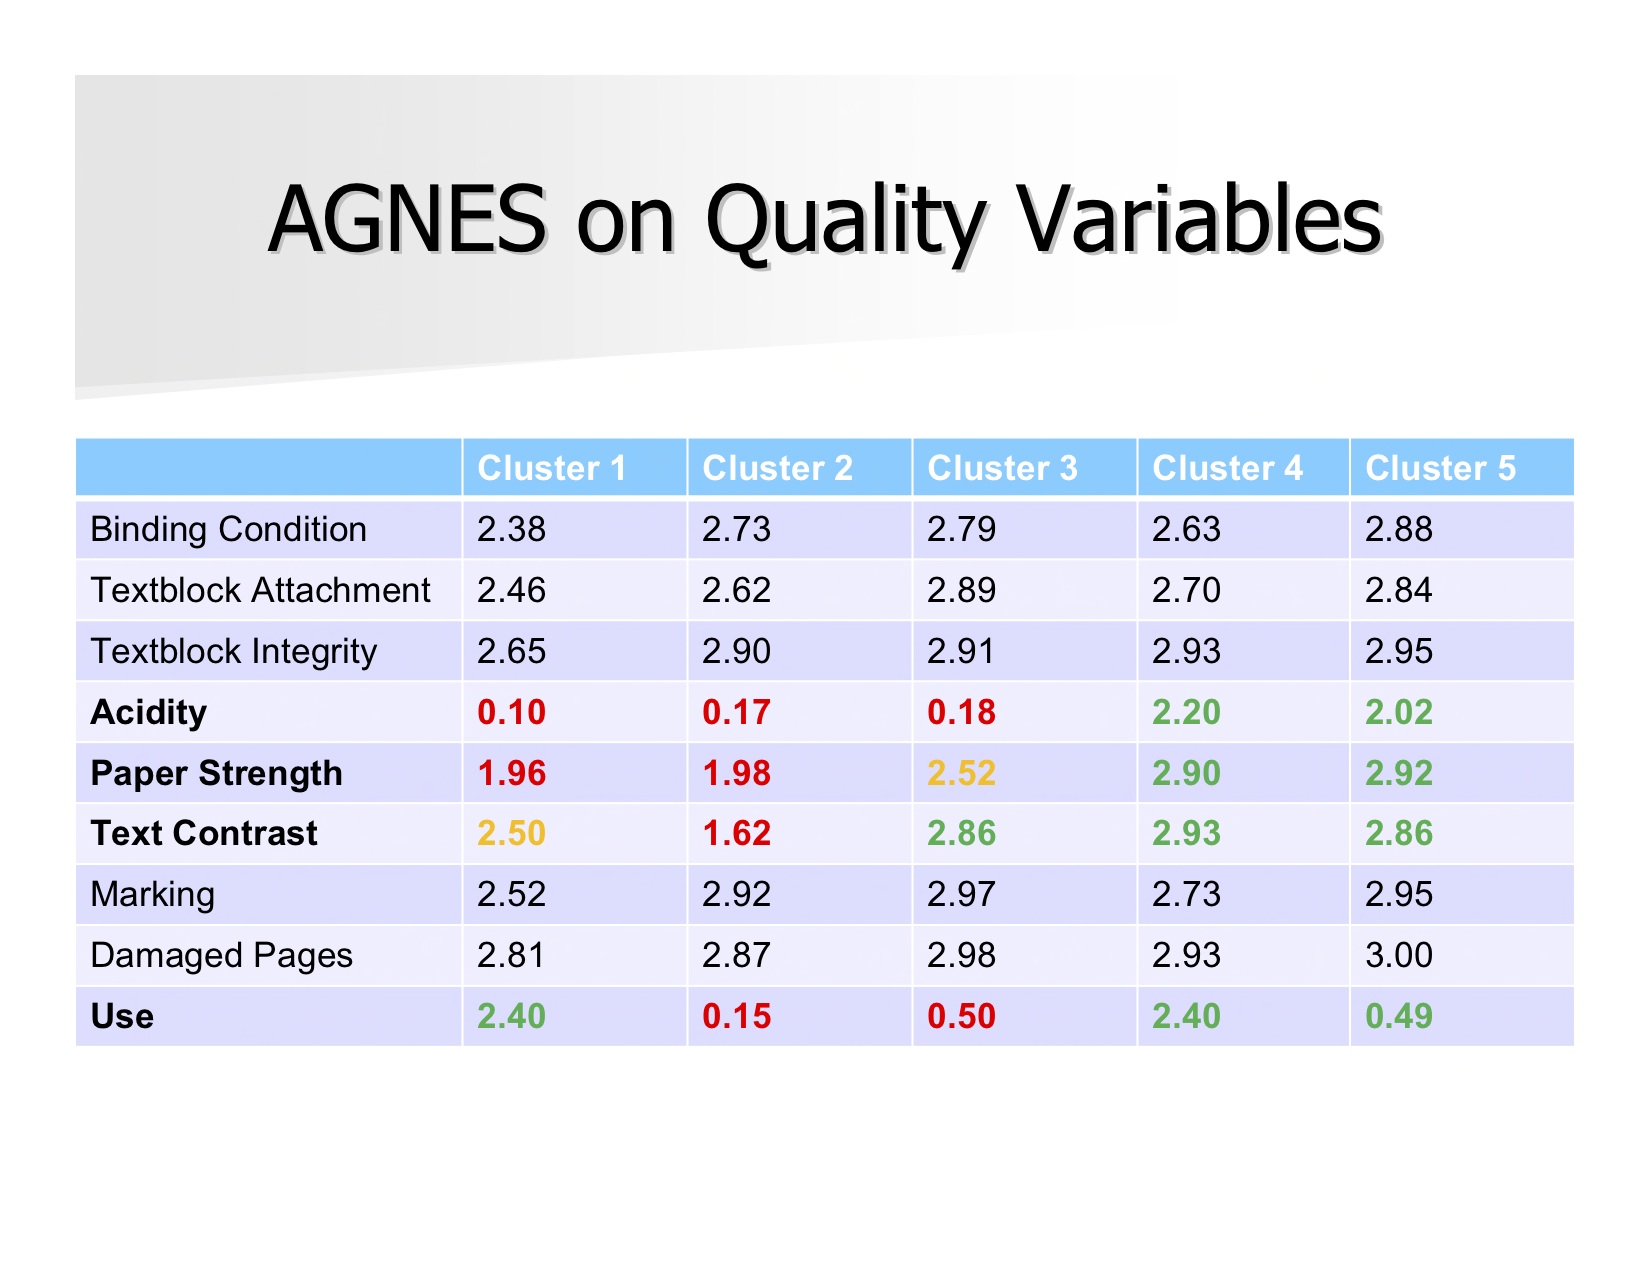 AGNES on Quality Variables
Cluster 1 Cluster 2 Cluster 3 Cluster 4 Cluster 5
Binding Condition 2.38 2.73 2.79 2.63 2.88
Textblock Attachment 2.46 2.62 2.89 2.70 2.84
Textblock Integrity 2.65 2.90 2.91 2.93 2.95
Acidity 0.10 0.17 0.18 2.20 2.02
Paper Strength 1.96 1.98 2.52 2.90 2.92
Text Contrast 2.50 1.62 2.86 2.93 2.86
Marking 2.52 2.92 2.97 2.73 2.95
Damaged Pages 2.81 2.87 2.98 2.93 3.00
Use 2.40 0.15 0.50 2.40 0.49